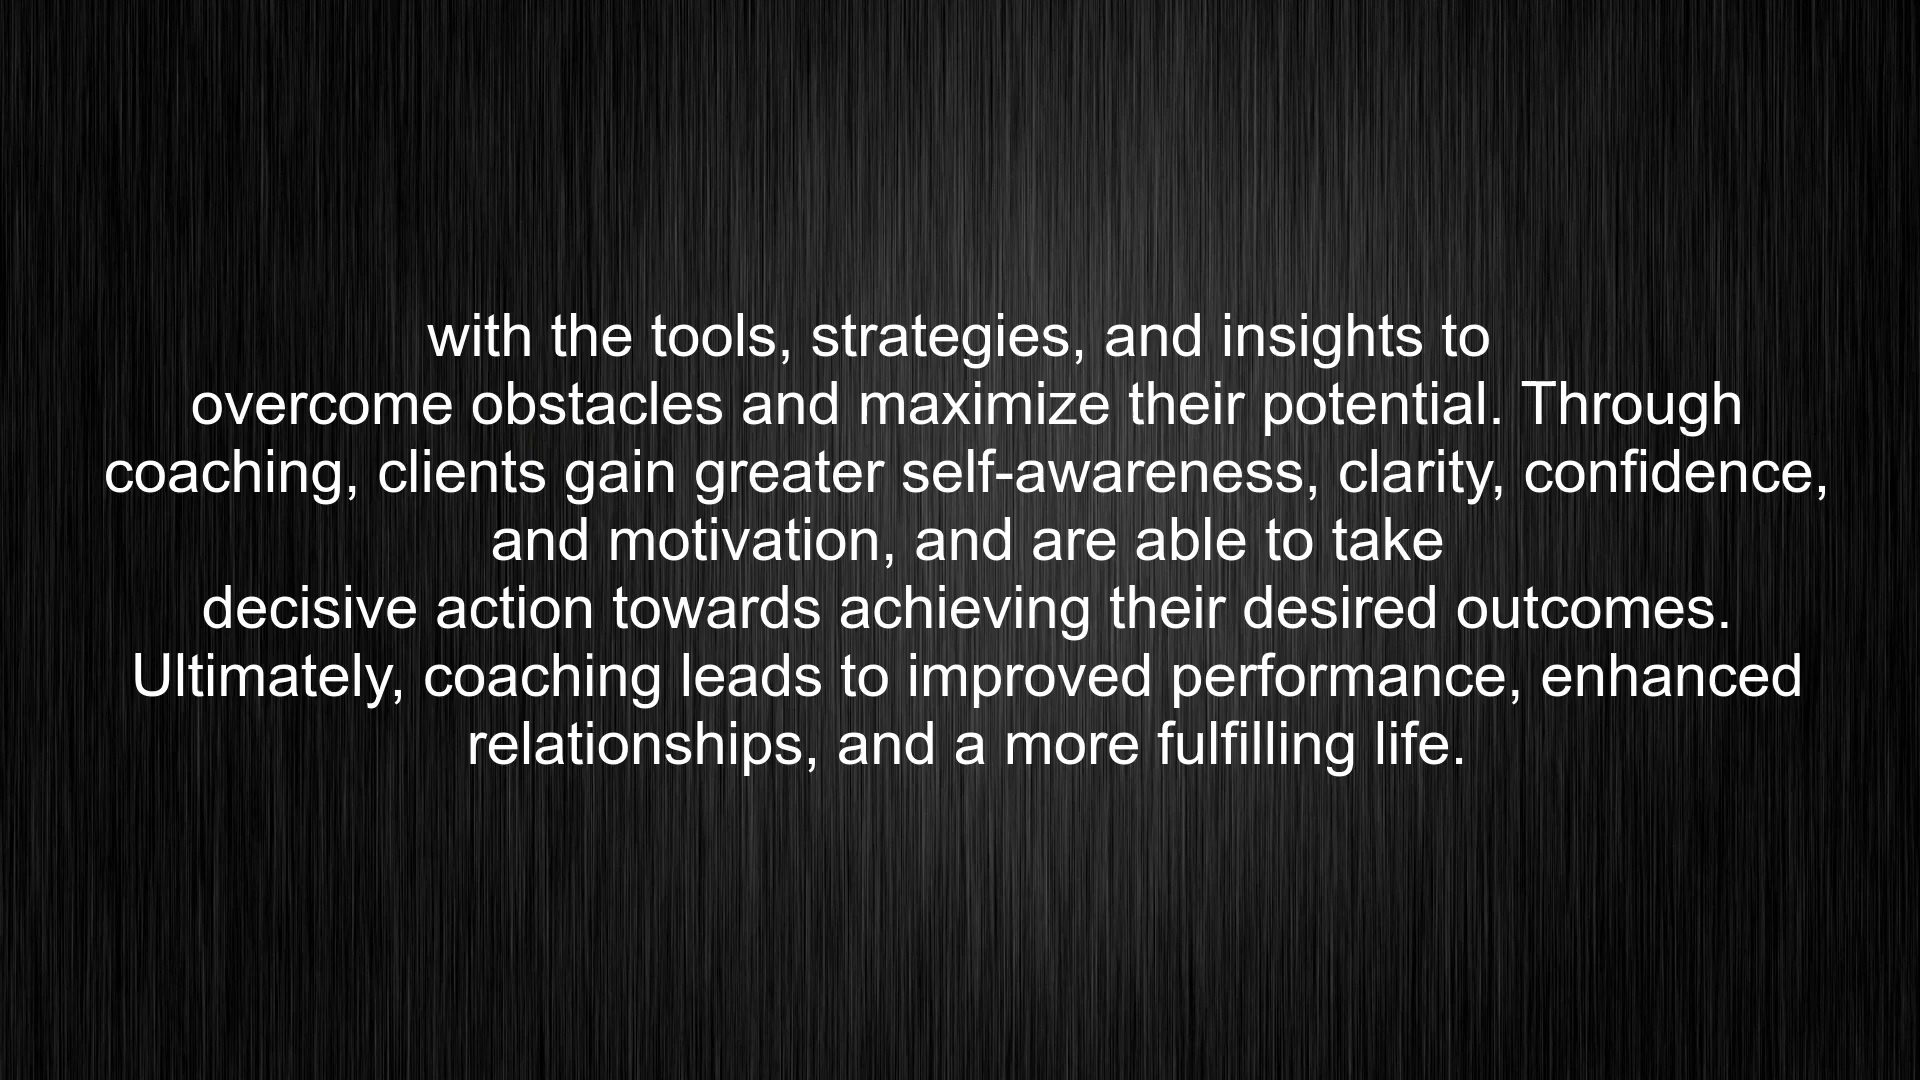 with the tools, strategies, and insights to
overcome obstacles and maximize their potential. Through
coaching, clients gain greater self-awareness, clarity, confidence,
and motivation, and are able to take
decisive action towards achieving their desired outcomes.
Ultimately, coaching leads to improved performance, enhanced
relationships, and a more fulfilling life.